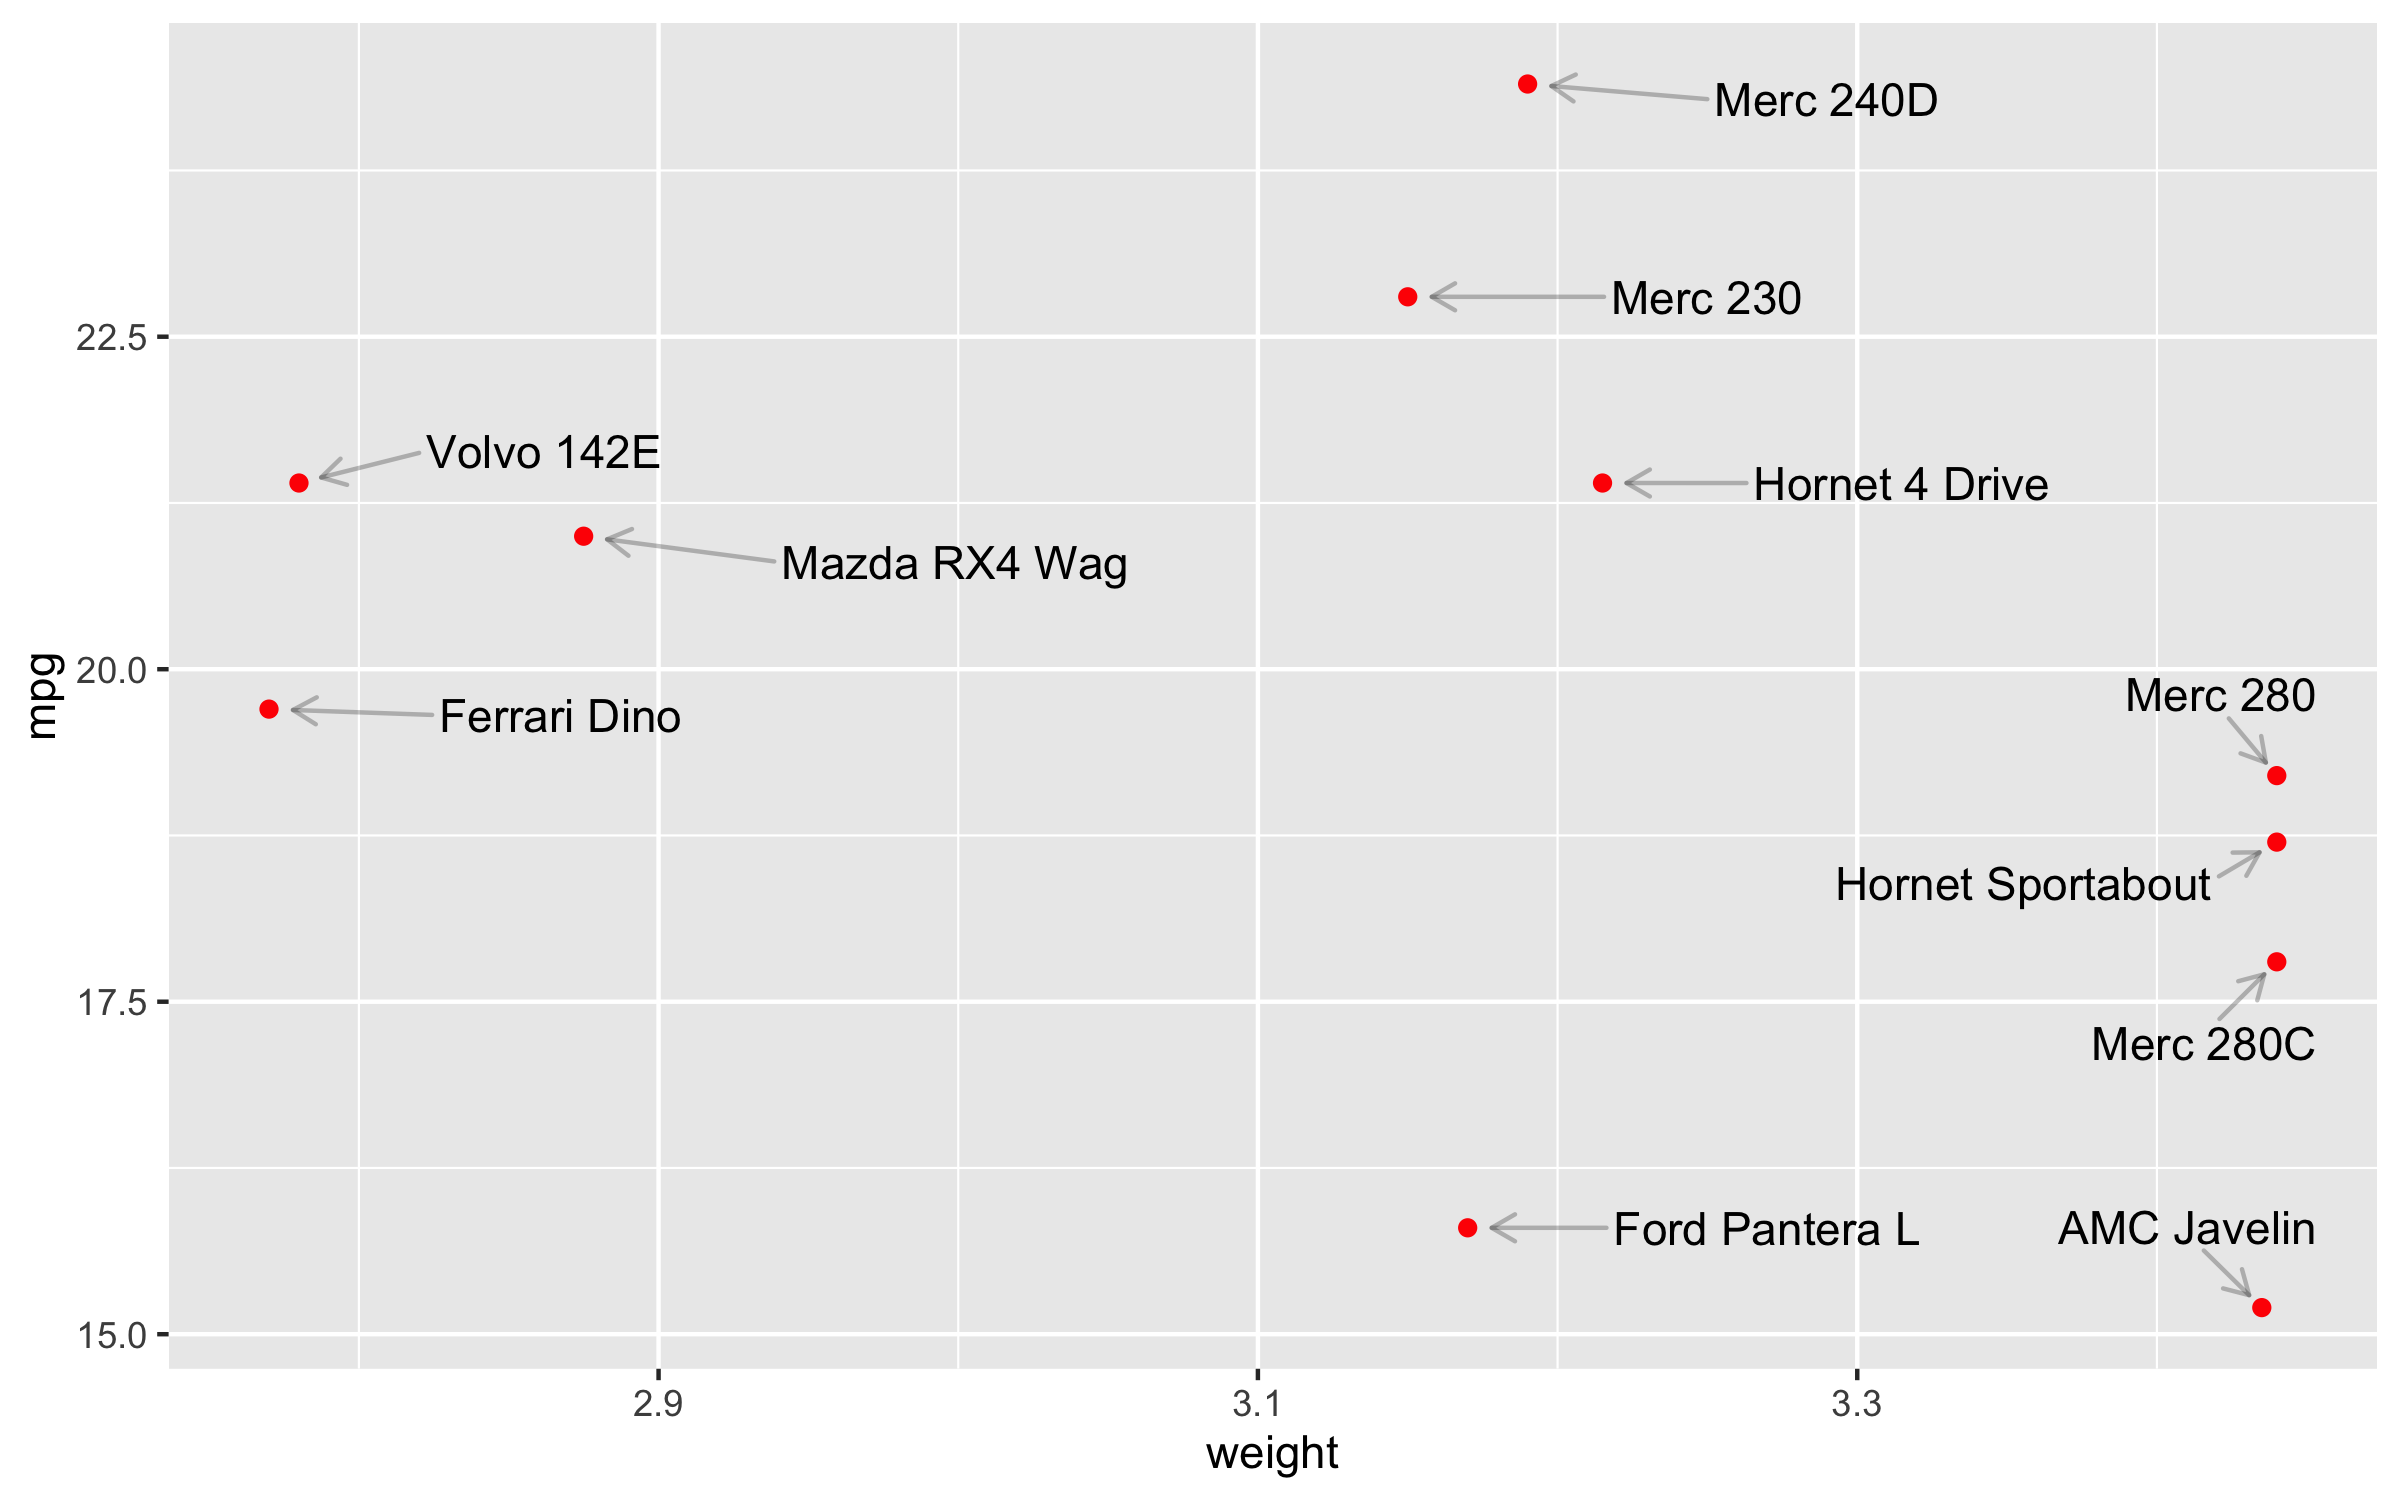 Merc 240D
Merc 230
22.5
Volvo 142E
Hornet 4 Drive
Mazda RX4 Wag
mpg
20.0
Merc 280
Ferrari Dino
Hornet Sportabout
17.5
Merc 280C
Ford Pantera L
AMC Javelin
15.0
2.9
3.1
3.3
weight